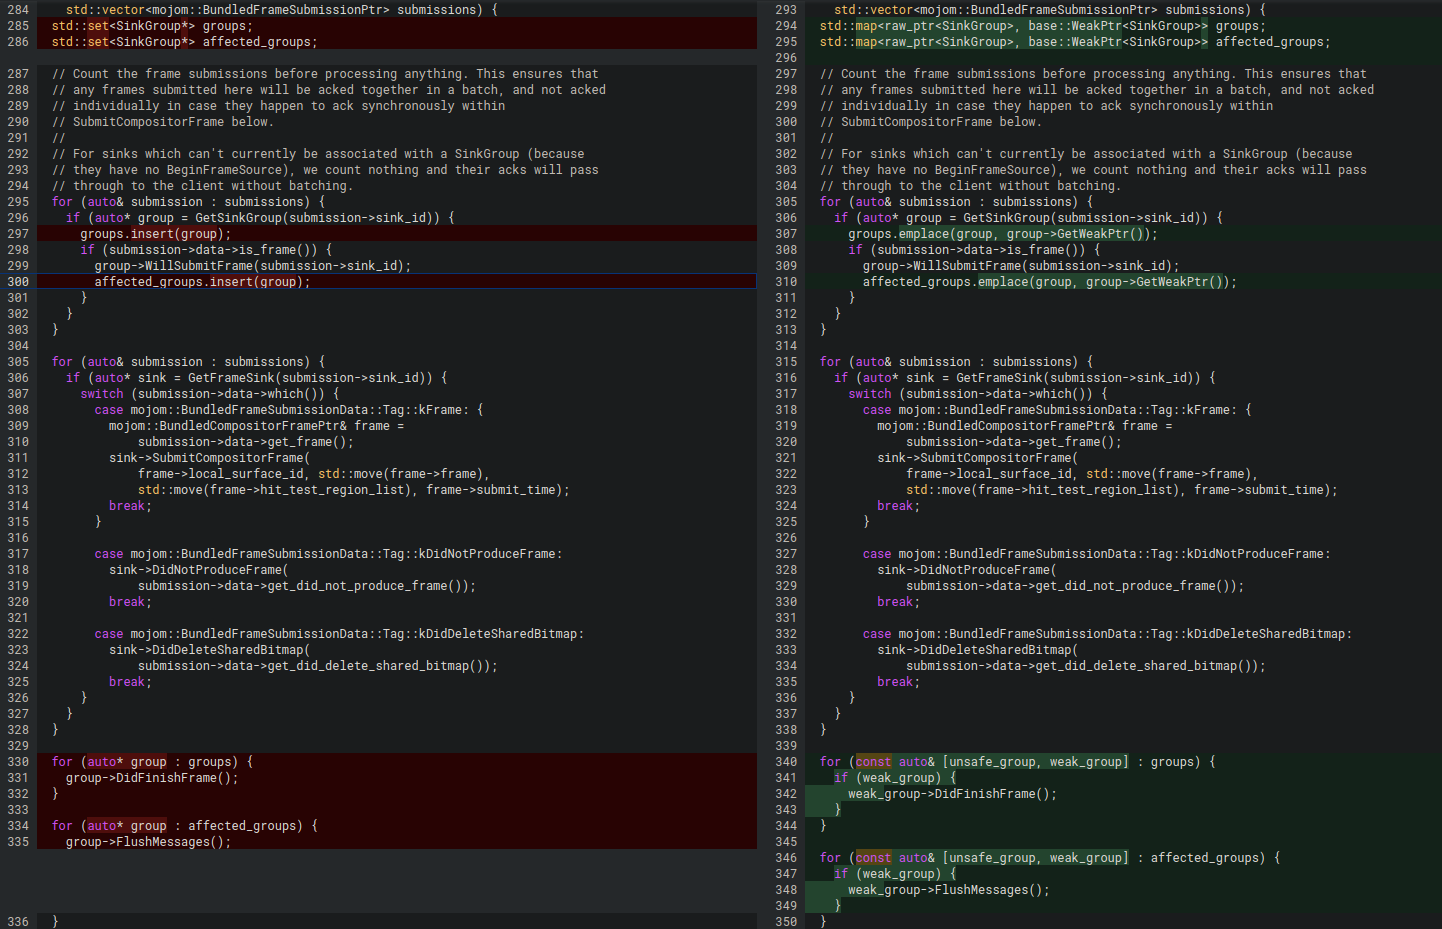 284     std::vector<mojom::BundledFrameSubmissionPtr> submissions) {
285   std::set<SinkGroup*> groups;
286   std::set<SinkGroup*> affected_groups;
287   // Count the frame submissions before processing anything. This ensures that
288   // any frames submitted here will be acked together in a batch, and not acked
289   // individually in case they happen to ack synchronously within
290   // SubmitCompositorFrame below.
291   //
292   // For sinks which can't currently be associated with a SinkGroup (because
293   // they have no BeginFrameSource), we count nothing and their acks will pass
294   // through to the client without batching.
295   for (auto& submission : submissions) {
296     if (auto* group = GetSinkGroup(submission->sink_id)) {
297       groups.insert(group);
298       if (submission->data->is_frame()) {
299         group->WillSubmitFrame(submission->sink_id);
300         affected_groups.insert(group);
301       }
302     }
303   }
304
305   for (auto& submission : submissions) {
306     if (auto* sink = GetFrameSink(submission->sink_id)) {
307       switch (submission->data->which()) {
308         case mojom::BundledFrameSubmissionData::Tag::kFrame: {
309           mojom::BundledCompositorFramePtr& frame =
310               submission->data->get_frame();
311           sink->SubmitCompositorFrame(
312               frame->local_surface_id, std::move(frame->frame),
313               std::move(frame->hit_test_region_list), frame->submit_time);
314           break;
315         }
316
317         case mojom::BundledFrameSubmissionData::Tag::kDidNotProduceFrame:
318           sink->DidNotProduceFrame(
319               submission->data->get_did_not_produce_frame());
320           break;
321
322         case mojom::BundledFrameSubmissionData::Tag::kDidDeleteSharedBitmap:
323           sink->DidDeleteSharedBitmap(
324               submission->data->get_did_delete_shared_bitmap());
325           break;
326       }
327     }
328   }
329
330   for (auto* group : groups) {
331     group->DidFinishFrame();
332   }
333
334   for (auto* group : affected_groups) {
335     group->FlushMessages();
336   }
293     std::vector<mojom::BundledFrameSubmissionPtr> submissions) {
294   std::map<raw_ptr<SinkGroup>, base::WeakPtr<SinkGroup>> groups;
295   std::map<raw_ptr<SinkGroup>, base::WeakPtr<SinkGroup>> affected_groups;
296
297   // Count the frame submissions before processing anything. This ensures that
298   // any frames submitted here will be acked together in a batch, and not acked
299   // individually in case they happen to ack synchronously within
300   // SubmitCompositorFrame below.
301   //
302   // For sinks which can't currently be associated with a SinkGroup (because
303   // they have no BeginFrameSource), we count nothing and their acks will pass
304   // through to the client without batching.
305   for (auto& submission : submissions) {
306     if (auto* group = GetSinkGroup(submission->sink_id)) {
307       groups.emplace(group, group->GetWeakPtr());
308       if (submission->data->is_frame()) {
309         group->WillSubmitFrame(submission->sink_id);
310         affected_groups.emplace(group, group->GetWeakPtr());
311       }
312     }
313   }
314
315   for (auto& submission : submissions) {
316     if (auto* sink = GetFrameSink(submission->sink_id)) {
317       switch (submission->data->which()) {
318         case mojom::BundledFrameSubmissionData::Tag::kFrame: {
319           mojom::BundledCompositorFramePtr& frame =
320               submission->data->get_frame();
321           sink->SubmitCompositorFrame(
322               frame->local_surface_id, std::move(frame->frame),
323               std::move(frame->hit_test_region_list), frame->submit_time);
324           break;
325         }
326
327         case mojom::BundledFrameSubmissionData::Tag::kDidNotProduceFrame:
328           sink->DidNotProduceFrame(
329               submission->data->get_did_not_produce_frame());
330           break;
331
332         case mojom::BundledFrameSubmissionData::Tag::kDidDeleteSharedBitmap:
333           sink->DidDeleteSharedBitmap(
334               submission->data->get_did_delete_shared_bitmap());
335           break;
336       }
337     }
338   }
339
340   for (const auto& [unsafe_group, weak_group] : groups) {
341     if (weak_group) {
342       weak_group->DidFinishFrame();
343     }
344   }
345
346   for (const auto& [unsafe_group, weak_group] : affected_groups) {
347     if (weak_group) {
348       weak_group->FlushMessages();
349     }
350   }